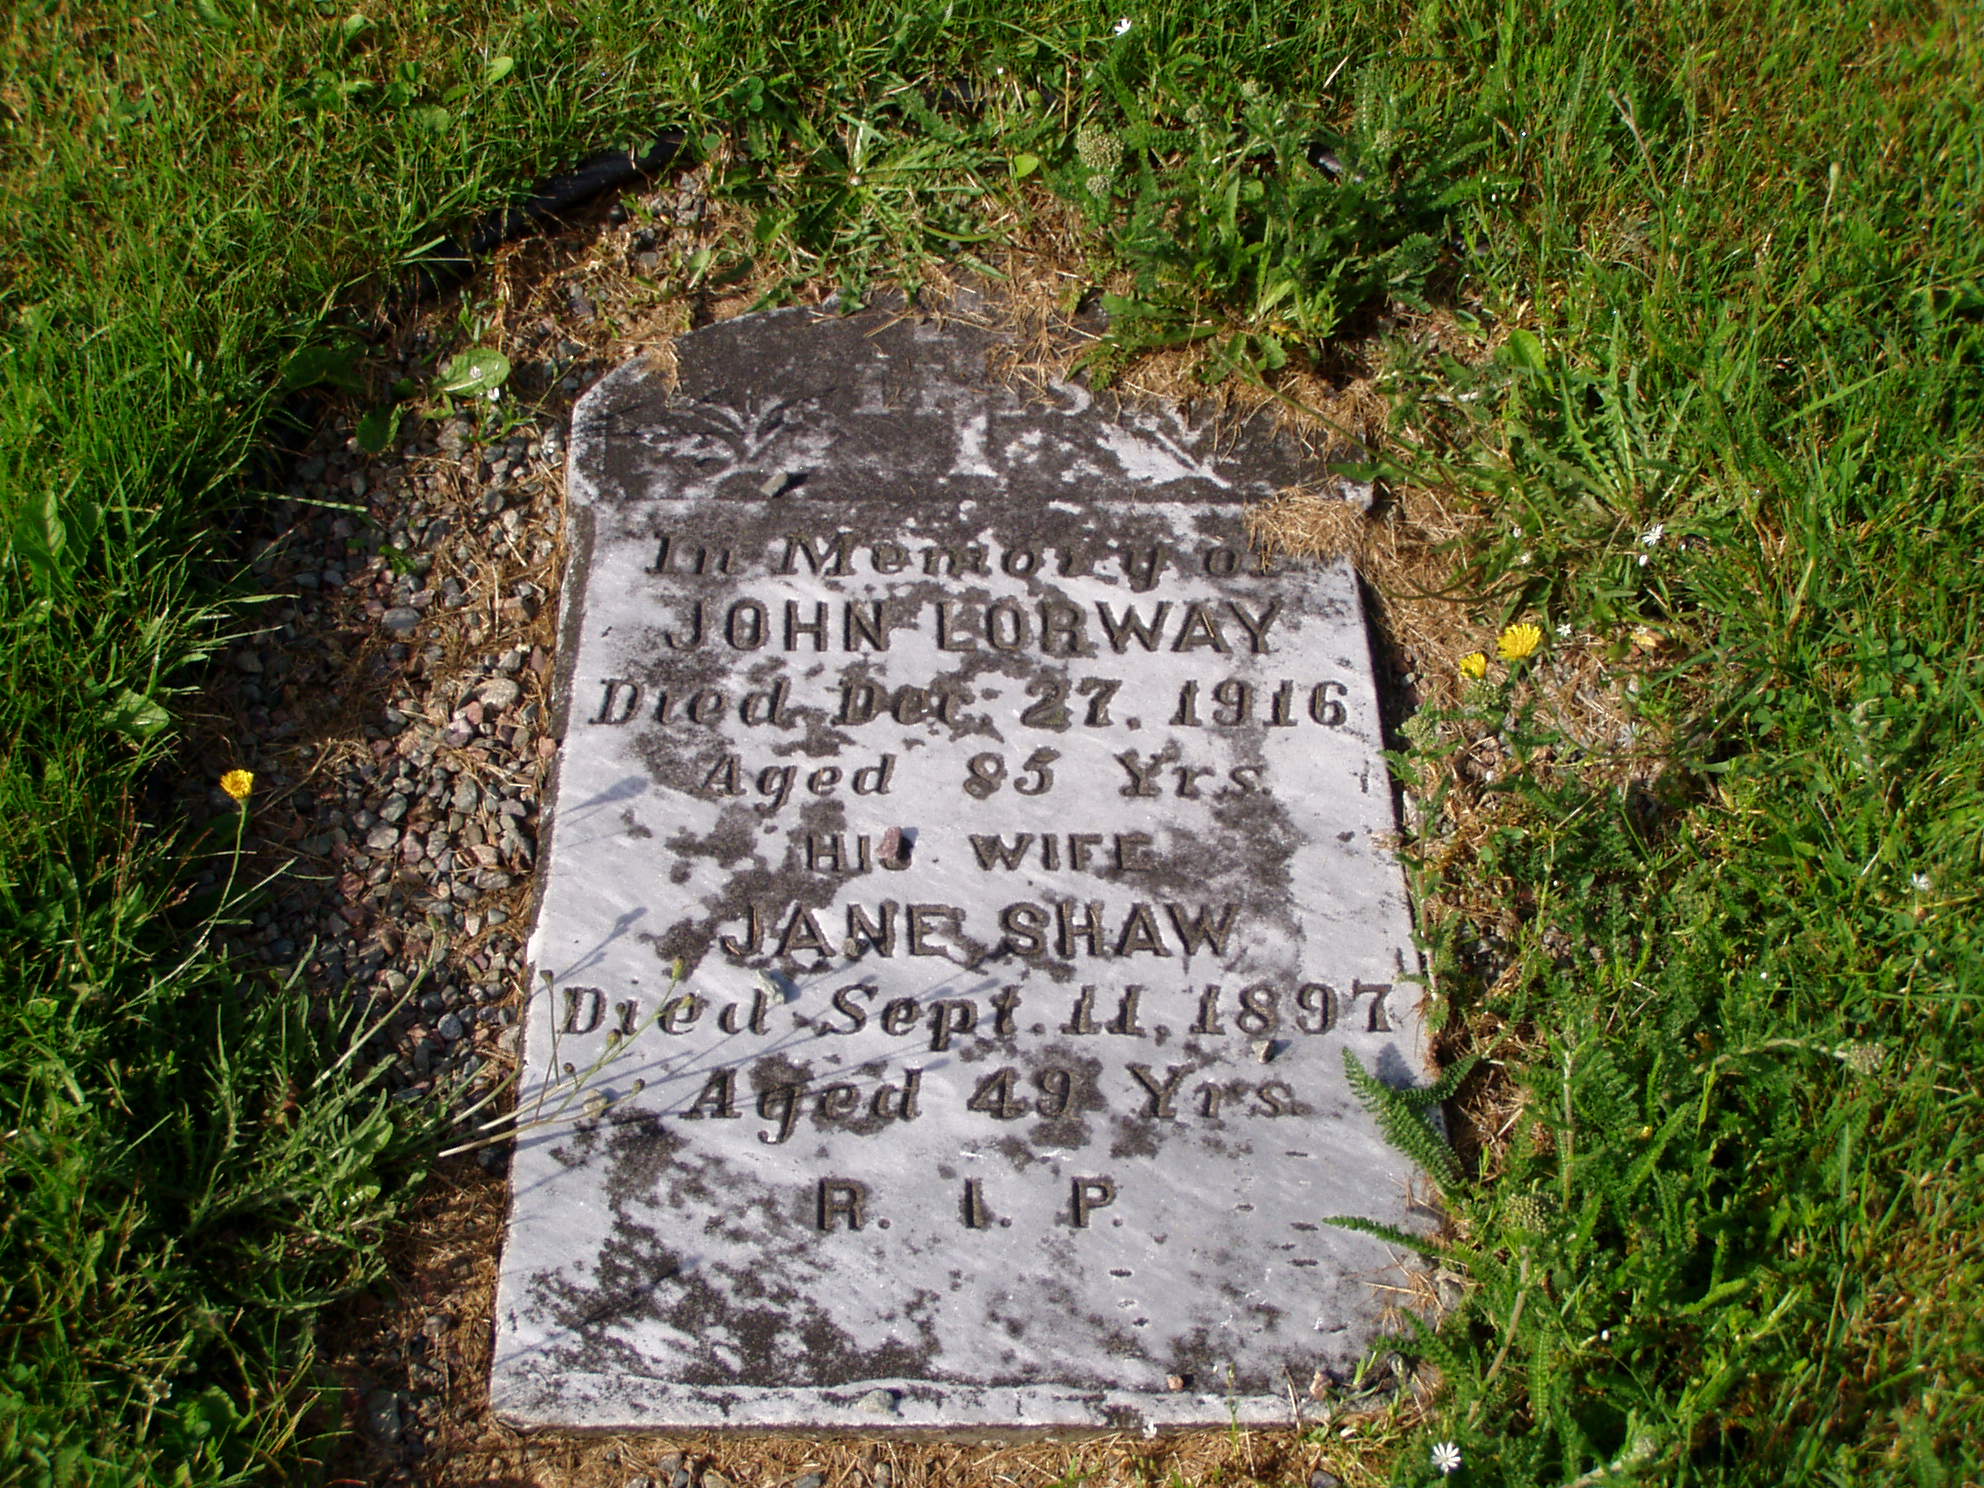 IHS
In Memory of
JOHN LORWAY
Died Dec. 27, 1916
Aged 85 Yrs.
HIS WIFE
JANE SHAW
Died Sept. 11, 1897
Aged 49 Yrs.
R. I. P.